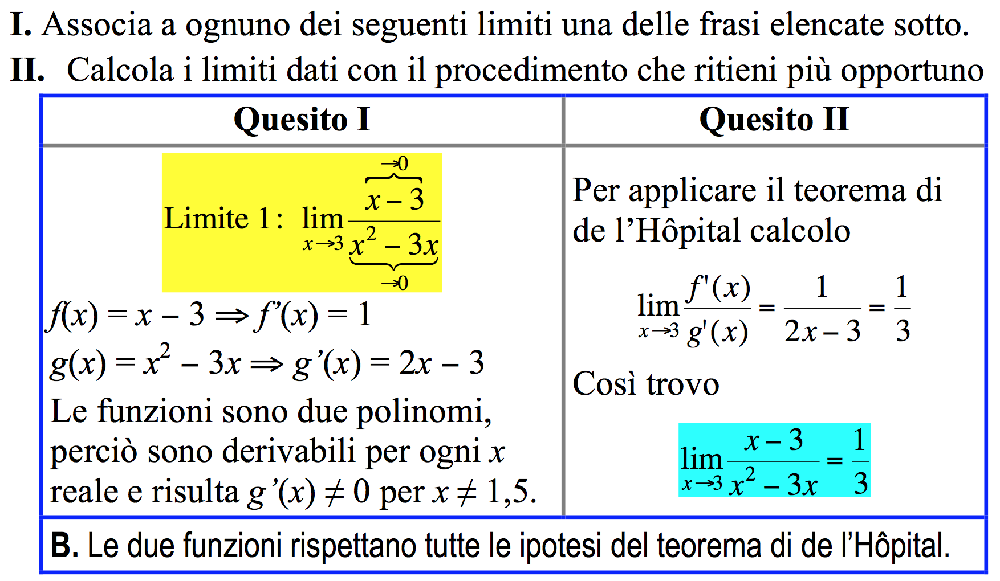 I. Associa a ognuno dei seguenti limiti una delle frasi elencate sotto.
II. Calcola i limiti dati con il procedimento che ritieni più opportuno
Quesito I
Limite 1: lim x→3 (x – 3)/(x² – 3x) →0 →0
f(x) = x – 3 ⇒ f’(x) = 1
g(x) = x² – 3x ⇒ g’(x) = 2x – 3
Le funzioni sono due polinomi,
perciò sono derivabili per ogni x
reale e risulta g’(x) ≠ 0 per x ≠ 1,5.
Quesito II
Per applicare il teorema di
de l’Hôpital calcolo
lim x→3 f'(x)/g'(x) = 1/(2x – 3) = 1/3
Così trovo
lim x→3 (x – 3)/(x² – 3x) = 1/3
B. Le due funzioni rispettano tutte le ipotesi del teorema di de l’Hôpital.